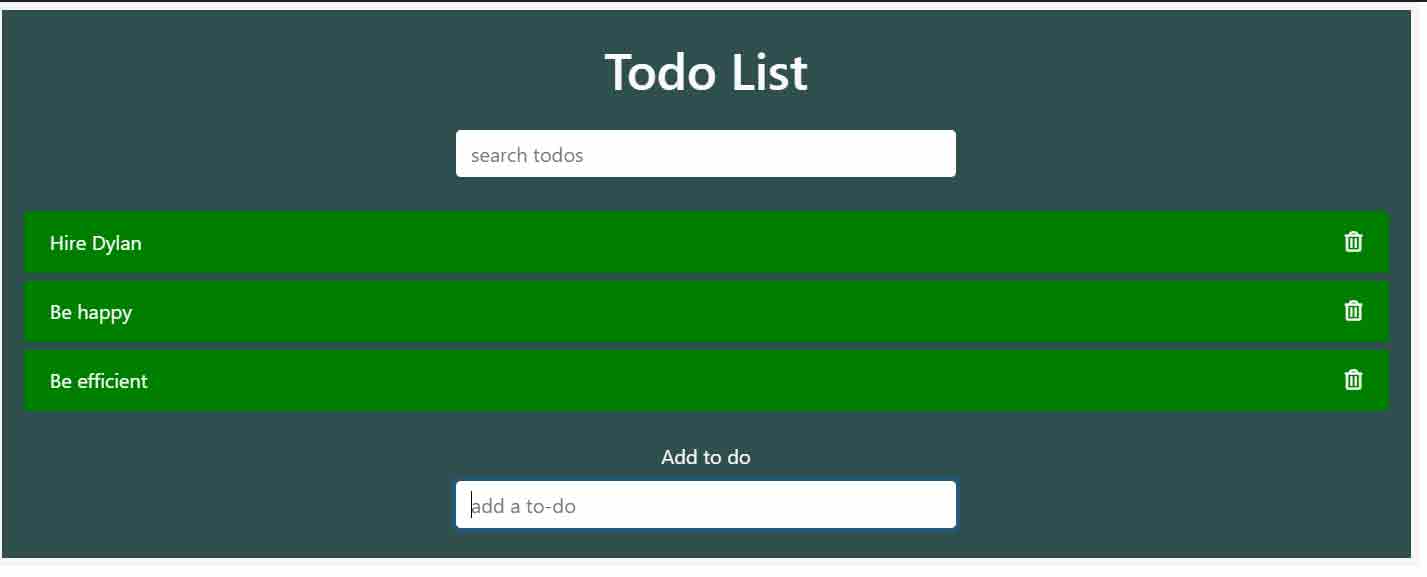 Todo List
search todos
Hire Dylan
Be happy
Be efficient
Add to do
add a to-do